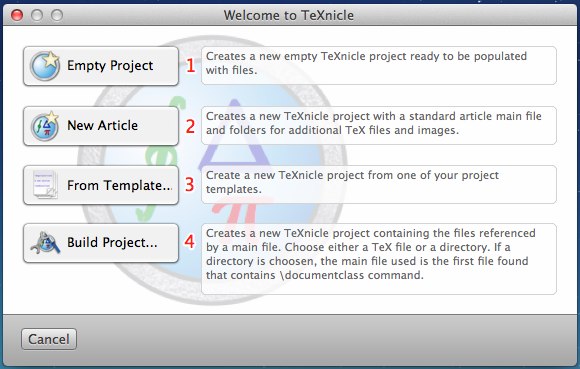 Welcome to TeXnicle
Empty Project
1
Creates a new empty TeXnicle project ready to be populated
with files.
New Article
2
Creates a new TeXnicle project with a standard article main file
and folders for additional TeX files and images.
From Template...
3
Create a new TeXnicle project from one of your project
templates.
Build Project...
4
Creates a new TeXnicle project containing the files referenced
by a main file. Choose either a TeX file or a directory. If a
directory is choosen, the main file used is the first file found
that contains \documentclass command.
Cancel